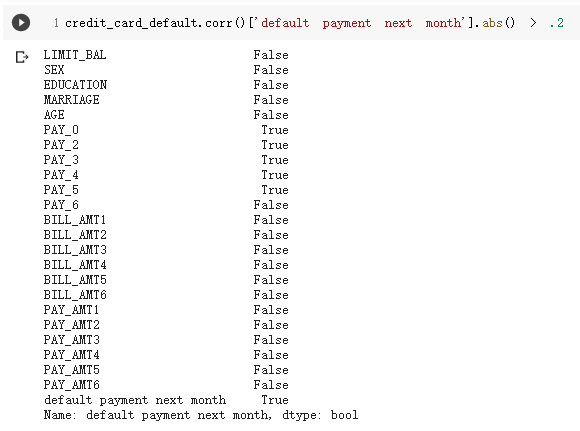 1 credit_card_default.corr()['default payment next month'].abs() > .2
LIMIT_BAL False
SEX False
EDUCATION False
MARRIAGE False
AGE False
PAY_0 True
PAY_2 True
PAY_3 True
PAY_4 True
PAY_5 True
PAY_6 False
BILL_AMT1 False
BILL_AMT2 False
BILL_AMT3 False
BILL_AMT4 False
BILL_AMT5 False
BILL_AMT6 False
PAY_AMT1 False
PAY_AMT2 False
PAY_AMT3 False
PAY_AMT4 False
PAY_AMT5 False
PAY_AMT6 False
default payment next month True
Name: default payment next month, dtype: bool